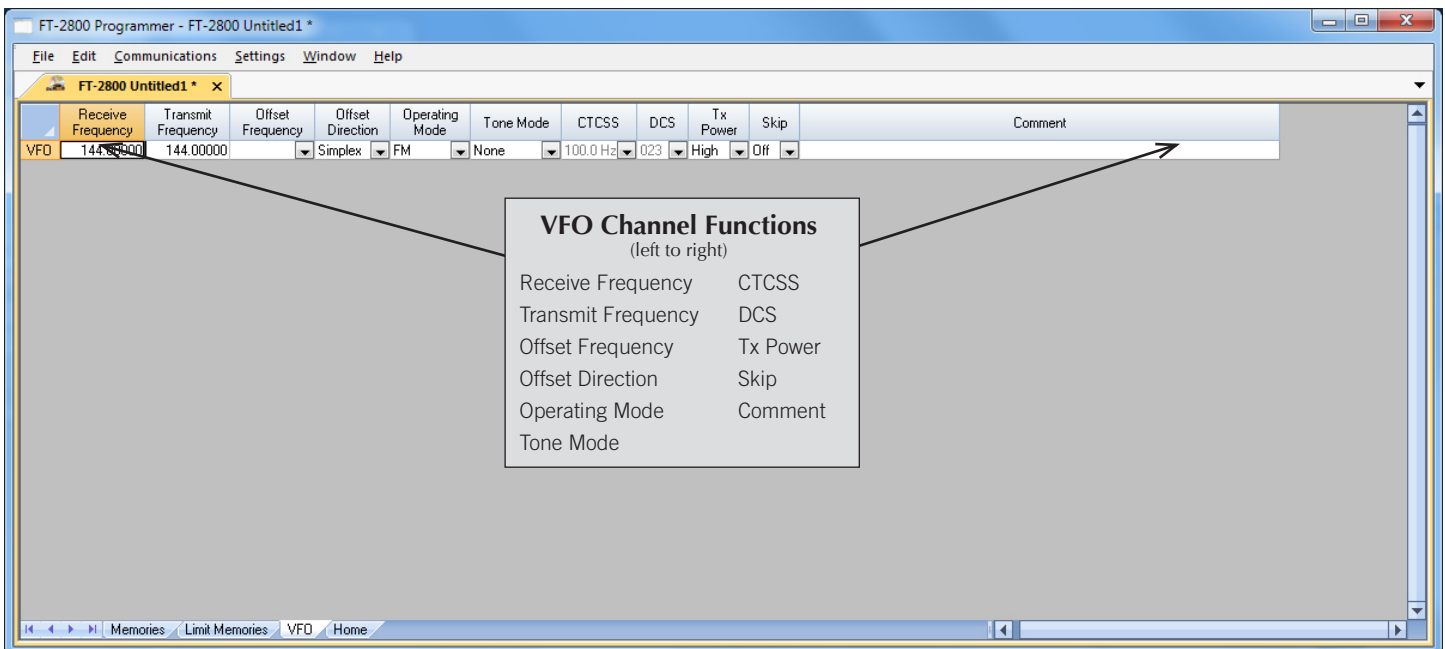 FT-2800 Programmer - FT-2800 Untitled1 *
File Edit Communications Settings Window Help
FT-2800 Untitled1 * x
Receive Frequency Transmit Frequency Offset Frequency Offset Direction Operating Mode Tone Mode CTCSS DCS Tx Power Skip Comment
VFO 144.00000 144.00000 Simplex FM None 100.0 Hz 023 High Off
VFO Channel Functions
(left to right)
Receive Frequency CTCSS
Transmit Frequency DCS
Offset Frequency Tx Power
Offset Direction Skip
Operating Mode Comment
Tone Mode
Memories Limit Memories VFO Home